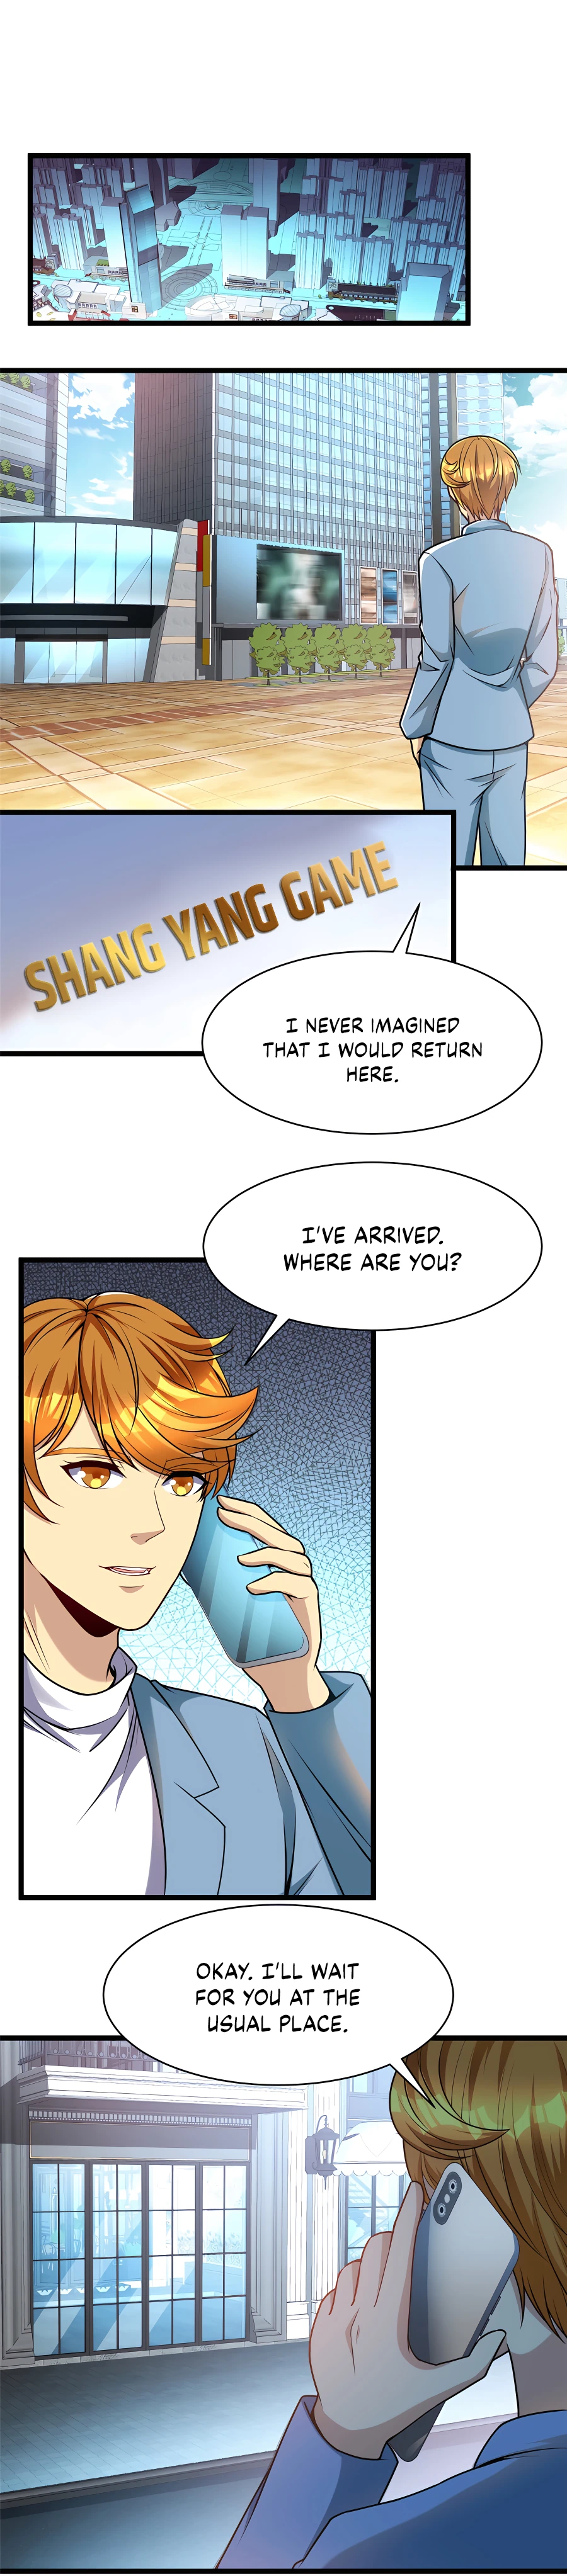 SHANG YANG GAME
I NEVER IMAGINED
THAT I WOULD RETURN
HERE.
I'VE ARRIVED.
WHERE ARE YOU?
OKAY. I'LL WAIT
FOR YOU AT THE
USUAL PLACE.